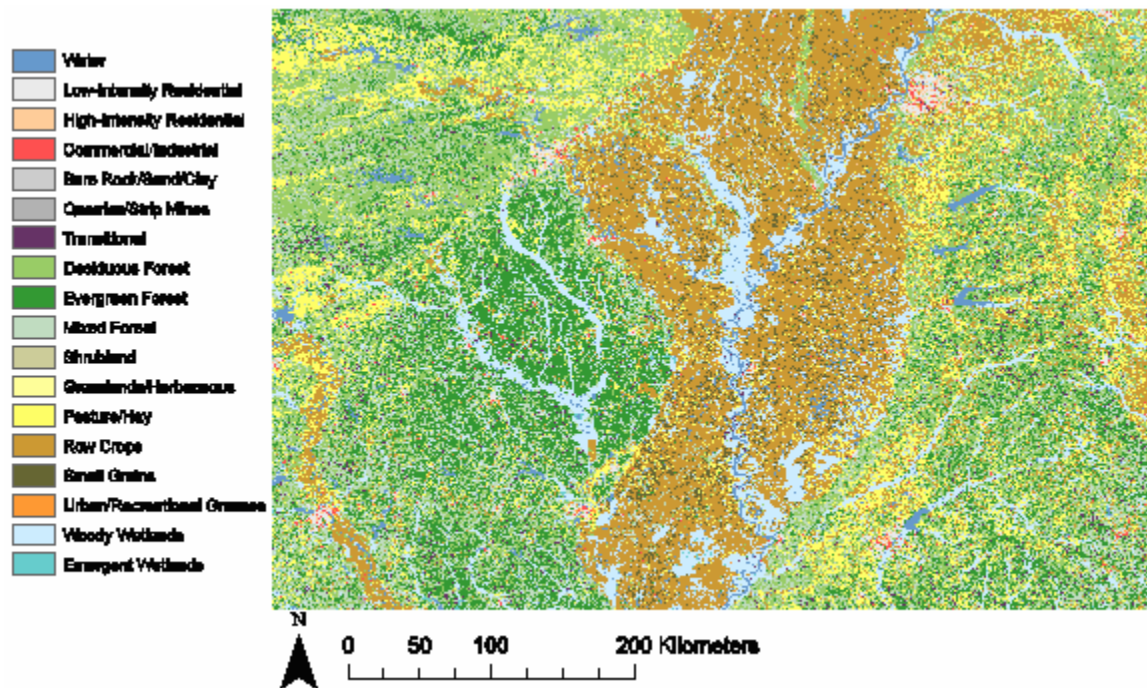 Water
Low-Intensity Residential
High-Intensity Residential
Commercial/Industrial
Bare Rock/Sand/Clay
Quarries/Strip Mines
Transitional
Deciduous Forest
Evergreen Forest
Mixed Forest
Shrubland
Grasslands/Herbaceous
Pasture/Hay
Row Crops
Small Grains
Urban/Recreational Grasses
Woody Wetlands
Emergent Wetlands
N
0 50 100 200 Kilometers